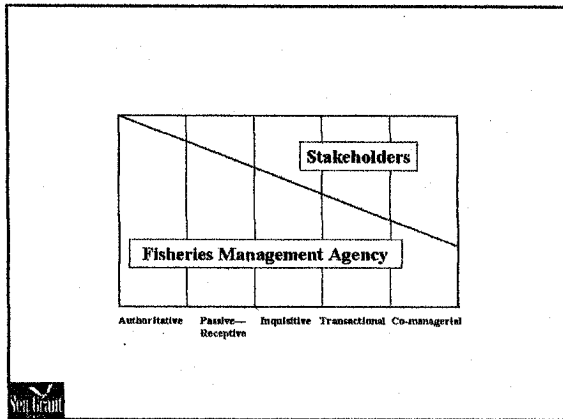 Stakeholders
Fisheries Management Agency
Authoritative Passive— Inquisitive Transactional Co-managerial
Receptive
Sea Grant